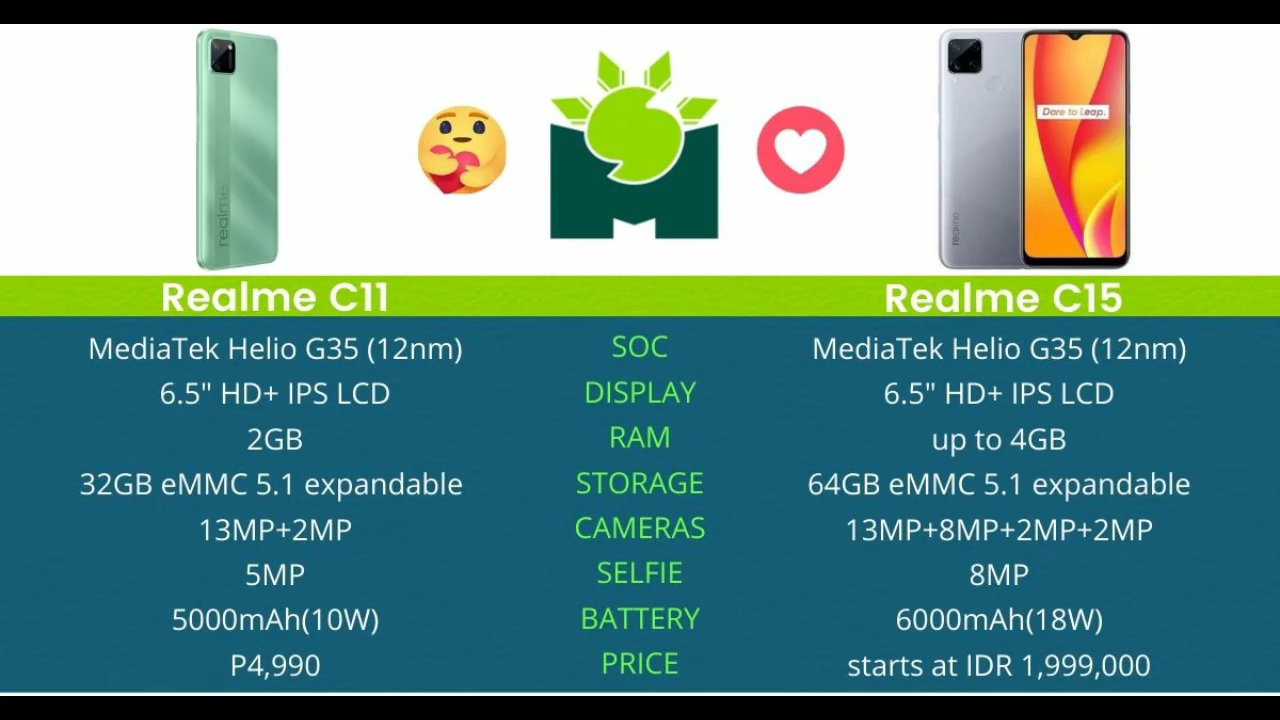 realme
realme
Dare to Leap.
Realme C11
Realme C15
MediaTek Helio G35 (12nm)
SOC
MediaTek Helio G35 (12nm)
6.5" HD+ IPS LCD
DISPLAY
6.5" HD+ IPS LCD
2GB
RAM
up to 4GB
32GB eMMC 5.1 expandable
STORAGE
64GB eMMC 5.1 expandable
13MP+2MP
CAMERAS
13MP+8MP+2MP+2MP
5MP
SELFIE
8MP
5000mAh(10W)
BATTERY
6000mAh(18W)
P4,990
PRICE
starts at IDR 1,999,000